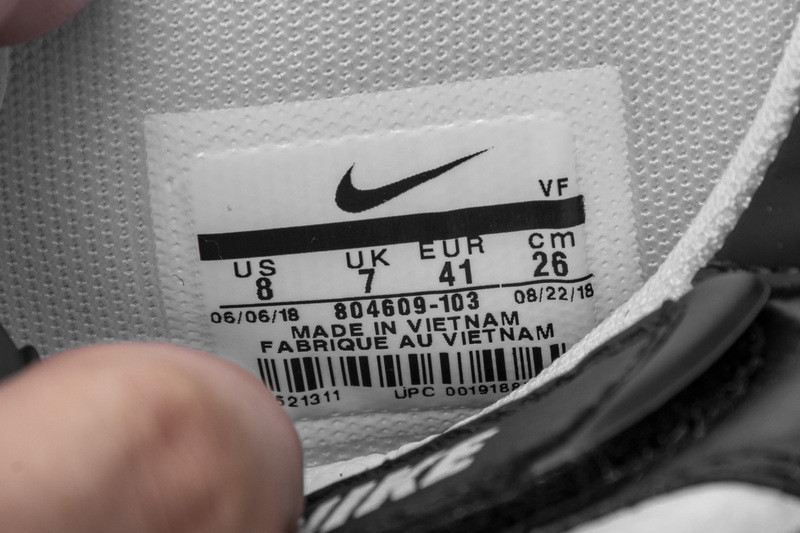 VF
US UK EUR cm
8 7 41 26
06/06/18 804609-103 08/22/18
MADE IN VIETNAM
FABRIQUE AU VIETNAM
521311 UPC 0019188
NIKE